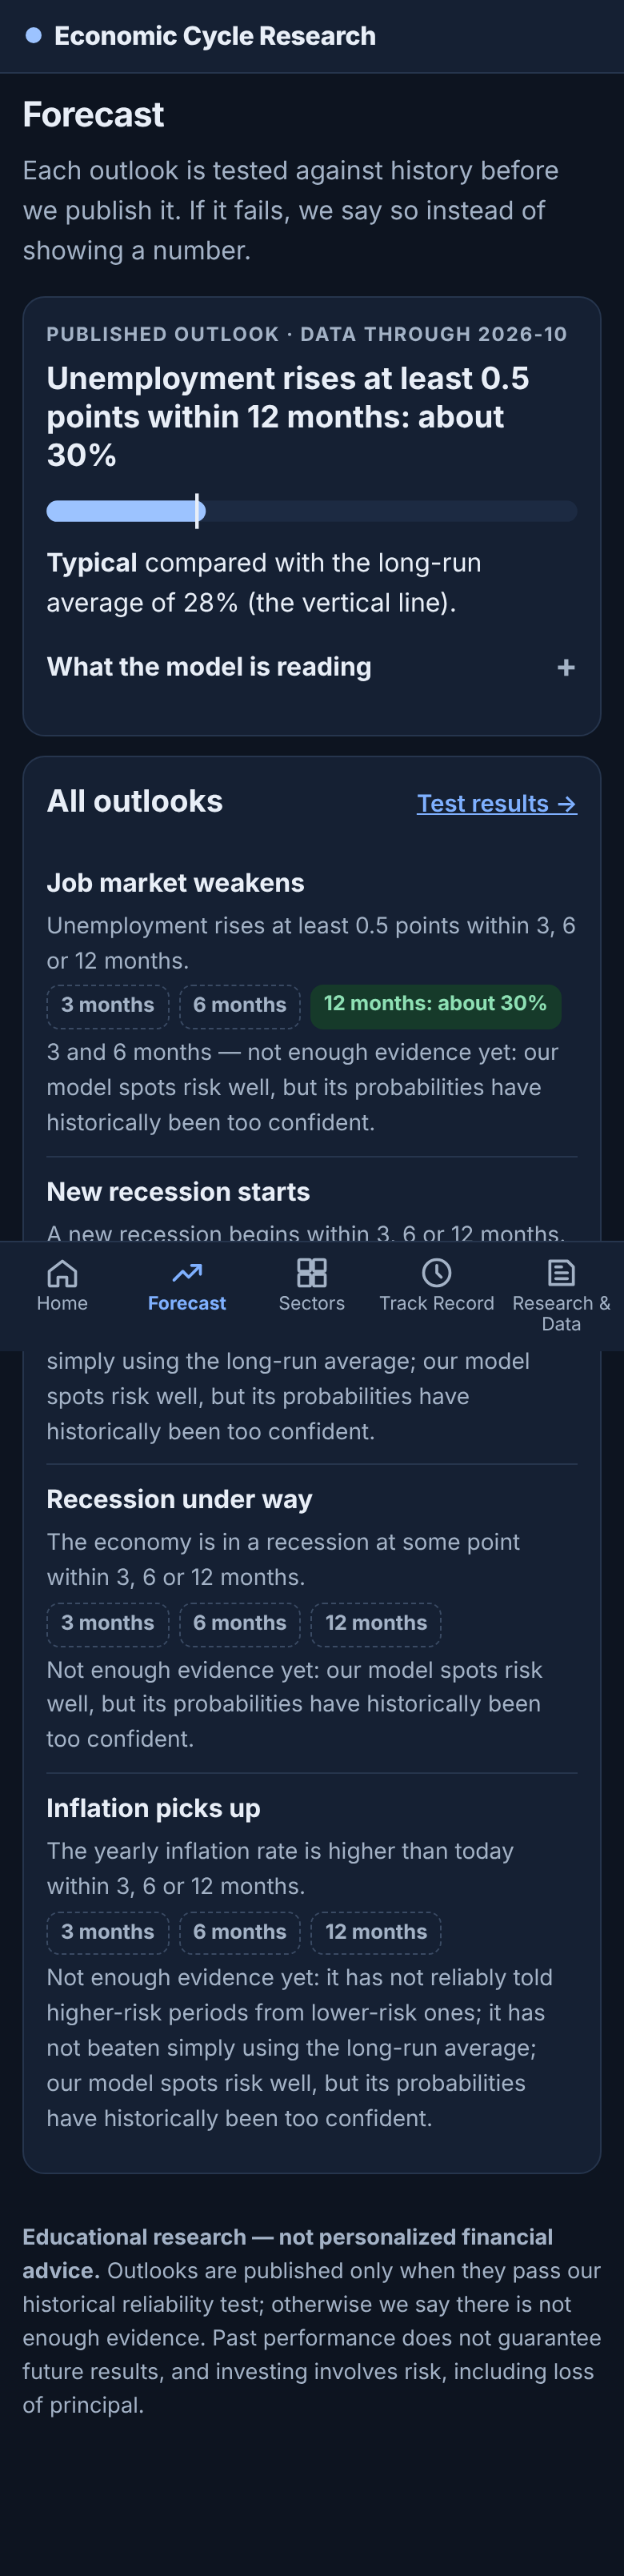 Economic Cycle Research
Forecast
Each outlook is tested against history before
we publish it. If it fails, we say so instead of
showing a number.
PUBLISHED OUTLOOK · DATA THROUGH 2026-10
Unemployment rises at least 0.5
points within 12 months: about
30%
Typical compared with the long-run
average of 28% (the vertical line).
What the model is reading +
All outlooks Test results →
Job market weakens
Unemployment rises at least 0.5 points within 3, 6
or 12 months.
3 months 6 months 12 months: about 30%
3 and 6 months — not enough evidence yet: our
model spots risk well, but its probabilities have
historically been too confident.
New recession starts
A new recession begins within 3, 6 or 12 months.
Home Forecast Sectors Track Record Research &
Data
simply using the long-run average; our model
spots risk well, but its probabilities have
historically been too confident.
Recession under way
The economy is in a recession at some point
within 3, 6 or 12 months.
3 months 6 months 12 months
Not enough evidence yet: our model spots risk
well, but its probabilities have historically been
too confident.
Inflation picks up
The yearly inflation rate is higher than today
within 3, 6 or 12 months.
3 months 6 months 12 months
Not enough evidence yet: it has not reliably told
higher-risk periods from lower-risk ones; it has
not beaten simply using the long-run average;
our model spots risk well, but its probabilities
have historically been too confident.
Educational research — not personalized financial
advice. Outlooks are published only when they pass our
historical reliability test; otherwise we say there is not
enough evidence. Past performance does not guarantee
future results, and investing involves risk, including loss
of principal.